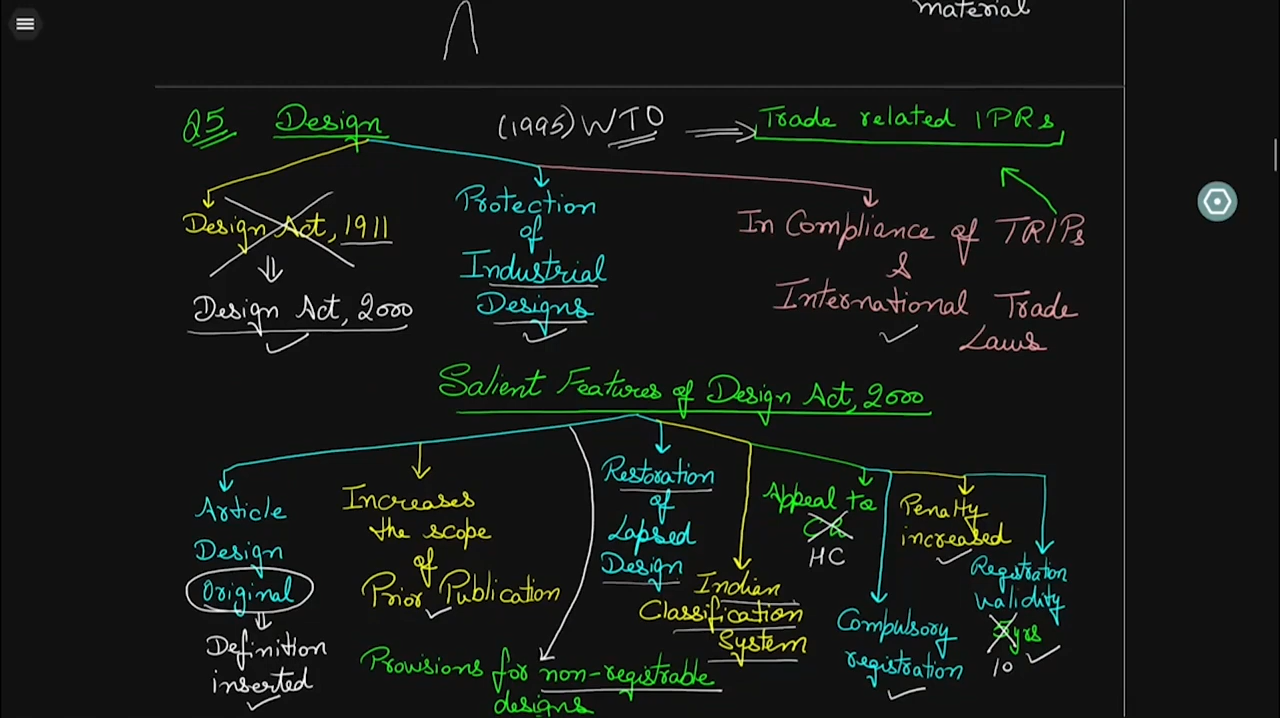 material
Q5 Design (1995) WTO ⇒ Trade related IPRs
Design Act, 1911
⇓
Design Act, 2000
Protection
of
Industrial
Designs
In Compliance of TRIPs
&
International Trade
Laws
Salient Features of Design Act, 2000
Article
Design
Original
⇓
Definition
inserted
Increases
the scope
of
Prior Publication
Provisions for non-registrable
designs
Restoration
of
Lapsed
Design
Indian
Classification
System
Appeal to
HC
Compulsory
registration
Penalty
increased
Registration
validity
yrs
10